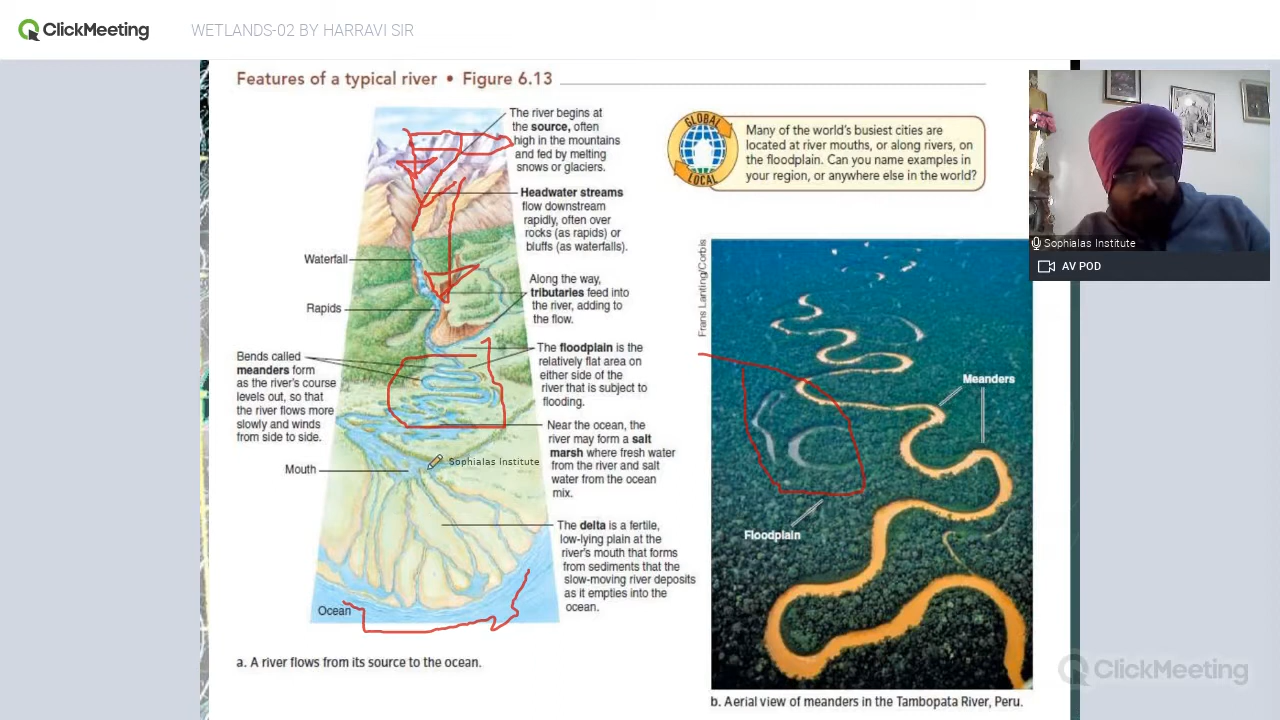 ClickMeeting
WETLANDS-02 BY HARRAVI SIR
Features of a typical river • Figure 6.13
The river begins at
the source, often
high in the mountains
and fed by melting
snows or glaciers.
Headwater streams
flow downstream
rapidly, often over
rocks (as rapids) or
bluffs (as waterfalls).
Waterfall
Along the way,
tributaries feed into
the river, adding to
the flow.
Rapids
Bends called
meanders form
as the river's course
levels out, so that
the river flows more
slowly and winds
from side to side.
The floodplain is the
relatively flat area on
either side of the
river that is subject to
flooding.
Near the ocean, the
river may form a salt
marsh where fresh water
from the river and salt
water from the ocean
mix.
Mouth
Sophialas Institute
The delta is a fertile,
low-lying plain at the
river's mouth that forms
from sediments that the
slow-moving river deposits
as it empties into the
ocean.
Ocean
a. A river flows from its source to the ocean.
GLOBAL
LOCAL
Many of the world's busiest cities are
located at river mouths, or along rivers, on
the floodplain. Can you name examples in
your region, or anywhere else in the world?
Frans Lanting/Corbis
Meanders
Floodplain
b. Aerial view of meanders in the Tambopata River, Peru.
Sophialas Institute
AV POD
ClickMeeting